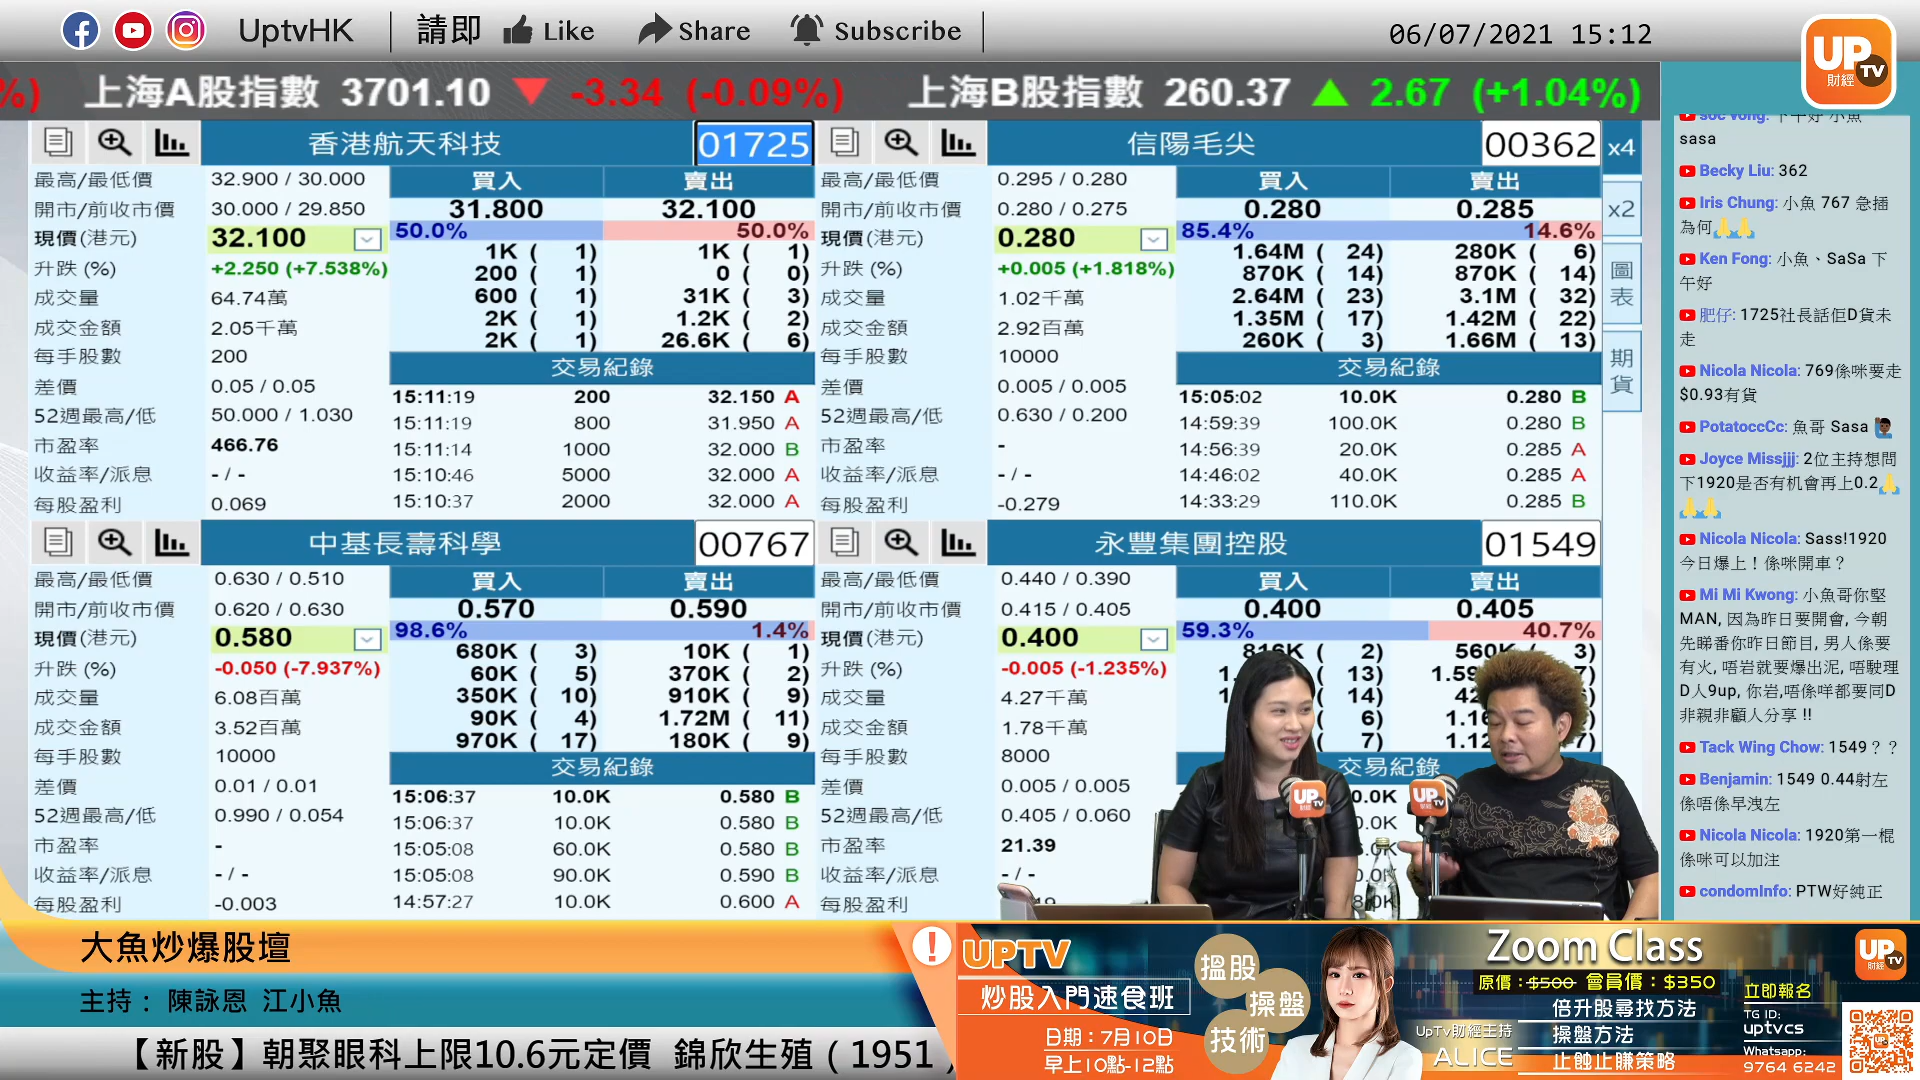 UptvHK
請即 Like Share Subscribe
06/07/2021 15:12
UP TV 財經
%) 上海A股指數 3701.10 ▼ -3.34 (-0.09%) 上海B股指數 260.37 ▲ 2.67 (+1.04%)
香港航天科技 01725
最高/最低價 32.900 / 30.000
開市/前收市價 30.000 / 29.850
現價(港元) 32.100
升跌 (%) +2.250 (+7.538%)
成交量 64.74萬
成交金額 2.05千萬
每手股數 200
差價 0.05 / 0.05
52週最高/低 50.000 / 1.030
市盈率 466.76
收益率/派息 - / -
每股盈利 0.069
買入 賣出
31.800 32.100
50.0% 50.0%
1K ( 1) 1K ( 1)
200 ( 1) 0 ( 0)
600 ( 1) 31K ( 3)
2K ( 1) 1.2K ( 2)
2K ( 1) 26.6K ( 6)
交易紀錄
15:11:19 200 32.150 A
15:11:19 800 31.950 A
15:11:14 1000 32.000 B
15:10:46 5000 32.000 A
15:10:37 2000 32.000 A
信陽毛尖 00362
最高/最低價 0.295 / 0.280
開市/前收市價 0.280 / 0.275
現價(港元) 0.280
升跌 (%) +0.005 (+1.818%)
成交量 1.02千萬
成交金額 2.92百萬
每手股數 10000
差價 0.005 / 0.005
52週最高/低 0.630 / 0.200
市盈率 -
收益率/派息 - / -
每股盈利 -0.279
買入 賣出
0.280 0.285
85.4% 14.6%
1.64M ( 24) 280K ( 6)
870K ( 14) 870K ( 14)
2.64M ( 23) 3.1M ( 32)
1.35M ( 17) 1.42M ( 22)
260K ( 3) 1.66M ( 13)
交易紀錄
15:05:02 10.0K 0.280 B
14:59:39 100.0K 0.280 B
14:56:39 20.0K 0.285 A
14:46:02 40.0K 0.285 A
14:33:29 110.0K 0.285 B
x4
x2
圖表
期貨
中基長壽科學 00767
最高/最低價 0.630 / 0.510
開市/前收市價 0.620 / 0.630
現價(港元) 0.580
升跌 (%) -0.050 (-7.937%)
成交量 6.08百萬
成交金額 3.52百萬
每手股數 10000
差價 0.01 / 0.01
52週最高/低 0.990 / 0.054
市盈率 -
收益率/派息 - / -
每股盈利 -0.003
買入 賣出
0.570 0.590
98.6% 1.4%
680K ( 3) 10K ( 1)
60K ( 5) 370K ( 2)
350K ( 10) 910K ( 9)
90K ( 4) 1.72M ( 11)
970K ( 17) 180K ( 9)
交易紀錄
15:06:37 10.0K 0.580 B
15:06:37 10.0K 0.580 B
15:05:08 60.0K 0.580 B
15:05:08 90.0K 0.590 B
14:57:27 10.0K 0.600 A
永豐集團控股 01549
最高/最低價 0.440 / 0.390
開市/前收市價 0.415 / 0.405
現價(港元) 0.400
升跌 (%) -0.005 (-1.235%)
成交量 4.27千萬
成交金額 1.78千萬
每手股數 8000
差價 0.005 / 0.005
52週最高/低 0.405 / 0.060
市盈率 21.39
收益率/派息 - / -
每股盈利
買入 賣出
0.400 0.405
59.3% 40.7%
816K ( 2) 560K ( 3)
13)
14)
6)
7)
交易紀錄
UP TV
UP TV
soc vong: 下午好 小魚
sasa
Becky Liu: 362
Iris Chung: 小魚 767 急插
為何🙏🙏
Ken Fong: 小魚、SaSa 下
午好
肥仔: 1725社長話佢D貨未
走
Nicola Nicola: 769係咪要走
$0.93有貨
PotatoccCc: 魚哥 Sasa 🙋🏿‍♂️
Joyce Missjjj: 2位主持想問
下1920是否有机會再上0.2🙏
🙏🙏
Nicola Nicola: Sass!1920
今日爆上！係咪開車？
Mi Mi Kwong: 小魚哥你堅
MAN, 因為昨日要開會, 今朝
先睇番你昨日節目, 男人係要
有火, 唔岩就要爆出泥, 唔駛理
D人9up, 你岩,唔係咩都要同D
非親非顧人分享 !!
Tack Wing Chow: 1549？？
Benjamin: 1549 0.44射左
係唔係早洩左
Nicola Nicola: 1920第一棍
係咪可以加注
condomInfo: PTW好純正
大魚炒爆股壇
主持： 陳詠恩 江小魚
【新股】朝聚眼科上限10.6元定價 錦欣生殖（1951）
! UPTV
炒股入門速食班
日期：7月10日
早上10點-12點
搵股
操盤
技術
UpTv財經主持
ALICE
Zoom Class
原價：$500 會員價：$350
倍升股尋找方法
操盤方法
止蝕止賺策略
UP TV 財經
立即報名
TG ID:
uptvcs
Whatsapp:
9764 6242